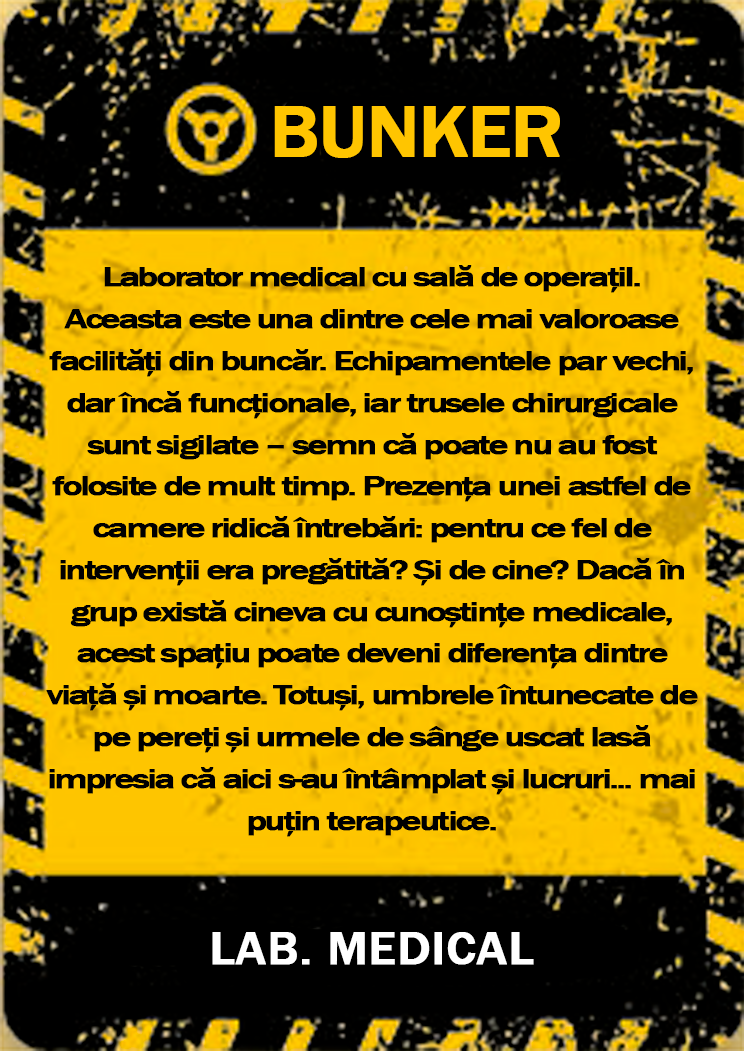 BUNKER
Laborator medical cu sală de operațil.
Aceasta este una dintre cele mai valoroase
facilități din buncăr. Echipamentele par vechi,
dar încă funcționale, iar trusele chirurgicale
sunt sigilate – semn că poate nu au fost
folosite de mult timp. Prezența unei astfel de
camere ridică întrebări: pentru ce fel de
intervenții era pregătită? Și de cine? Dacă în
grup există cineva cu cunoștințe medicale,
acest spațiu poate deveni diferența dintre
viață și moarte. Totuși, umbrele întunecate de
pe pereți și urmele de sânge uscat lasă
impresia că aici s-au întâmplat și lucruri... mai
puțin terapeutice.
LAB. MEDICAL